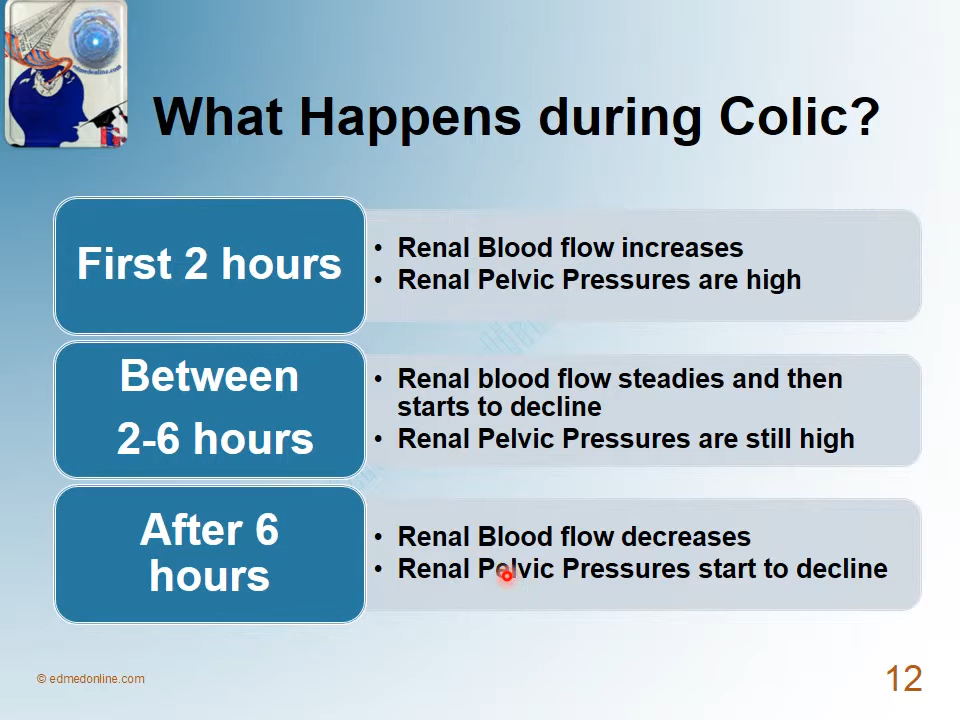 edmedonline.com
What Happens during Colic?
First 2 hours
• Renal Blood flow increases
• Renal Pelvic Pressures are high
Between
2-6 hours
• Renal blood flow steadies and then
starts to decline
• Renal Pelvic Pressures are still high
After 6
hours
• Renal Blood flow decreases
• Renal Pelvic Pressures start to decline
© edmedonline.com
12